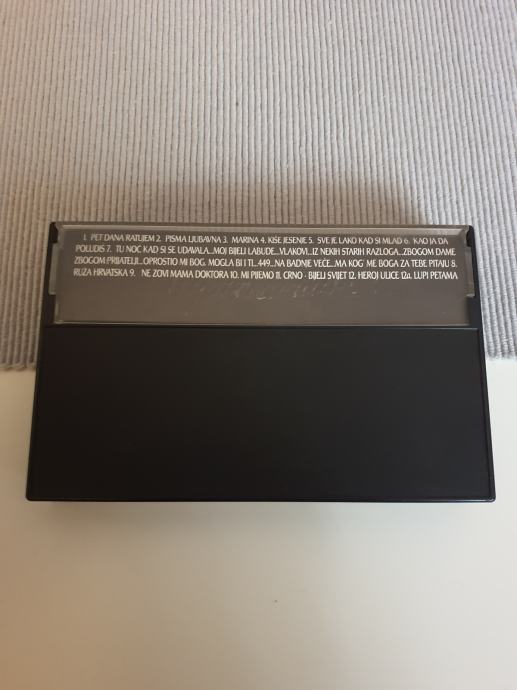 1. PET DANA RATUJEM 2. PISMA LJUBAVNA 3. MARINA 4. KIŠE JESENJE 5. SVE JE LAKO KAD SI MLAD 6. KAO JA DA
POLUDIŠ 7. TU NOĆ KAD SI SE UDAVALA...MOJ BIJELI LABUDE...VLAKOVI...IZ NEKIH STARIH RAZLOGA...ZBOGOM DAME
ZBOGOM PRIJATELJI...OPROSTIO MI BOG. MOGLA BI I TI...449...NA BADNJE VEČE...MA KOG' ME BOGA ZA TEBE PITAJU 8.
RUŽA HRVATSKA 9. NE ZOVI MAMA DOKTORA 10. MI PIJEMO 11. CRNO - BIJELI SVIJET 12. HEROJ ULICE 12a. LUPI PETAMA